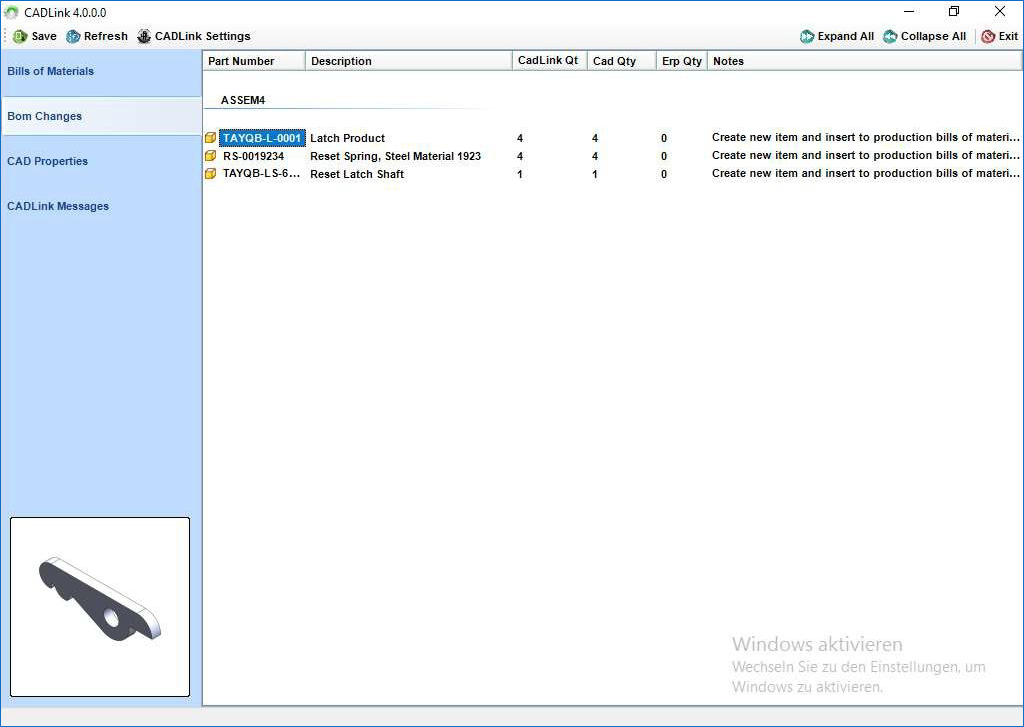 CADLink 4.0.0.0
Save Refresh CADLink Settings Expand All Collapse All Exit
Bills of Materials
Bom Changes
CAD Properties
CADLink Messages
Part Number Description CadLink Qt Cad Qty Erp Qty Notes
ASSEM4
TAYQB-L-0001 Latch Product 4 4 0 Create new item and insert to production bills of materi...
RS-0019234 Reset Spring, Steel Material 1923 4 4 0 Create new item and insert to production bills of materi...
TAYQB-LS-6... Reset Latch Shaft 1 1 0 Create new item and insert to production bills of materi...
Windows aktivieren
Wechseln Sie zu den Einstellungen, um
Windows zu aktivieren.